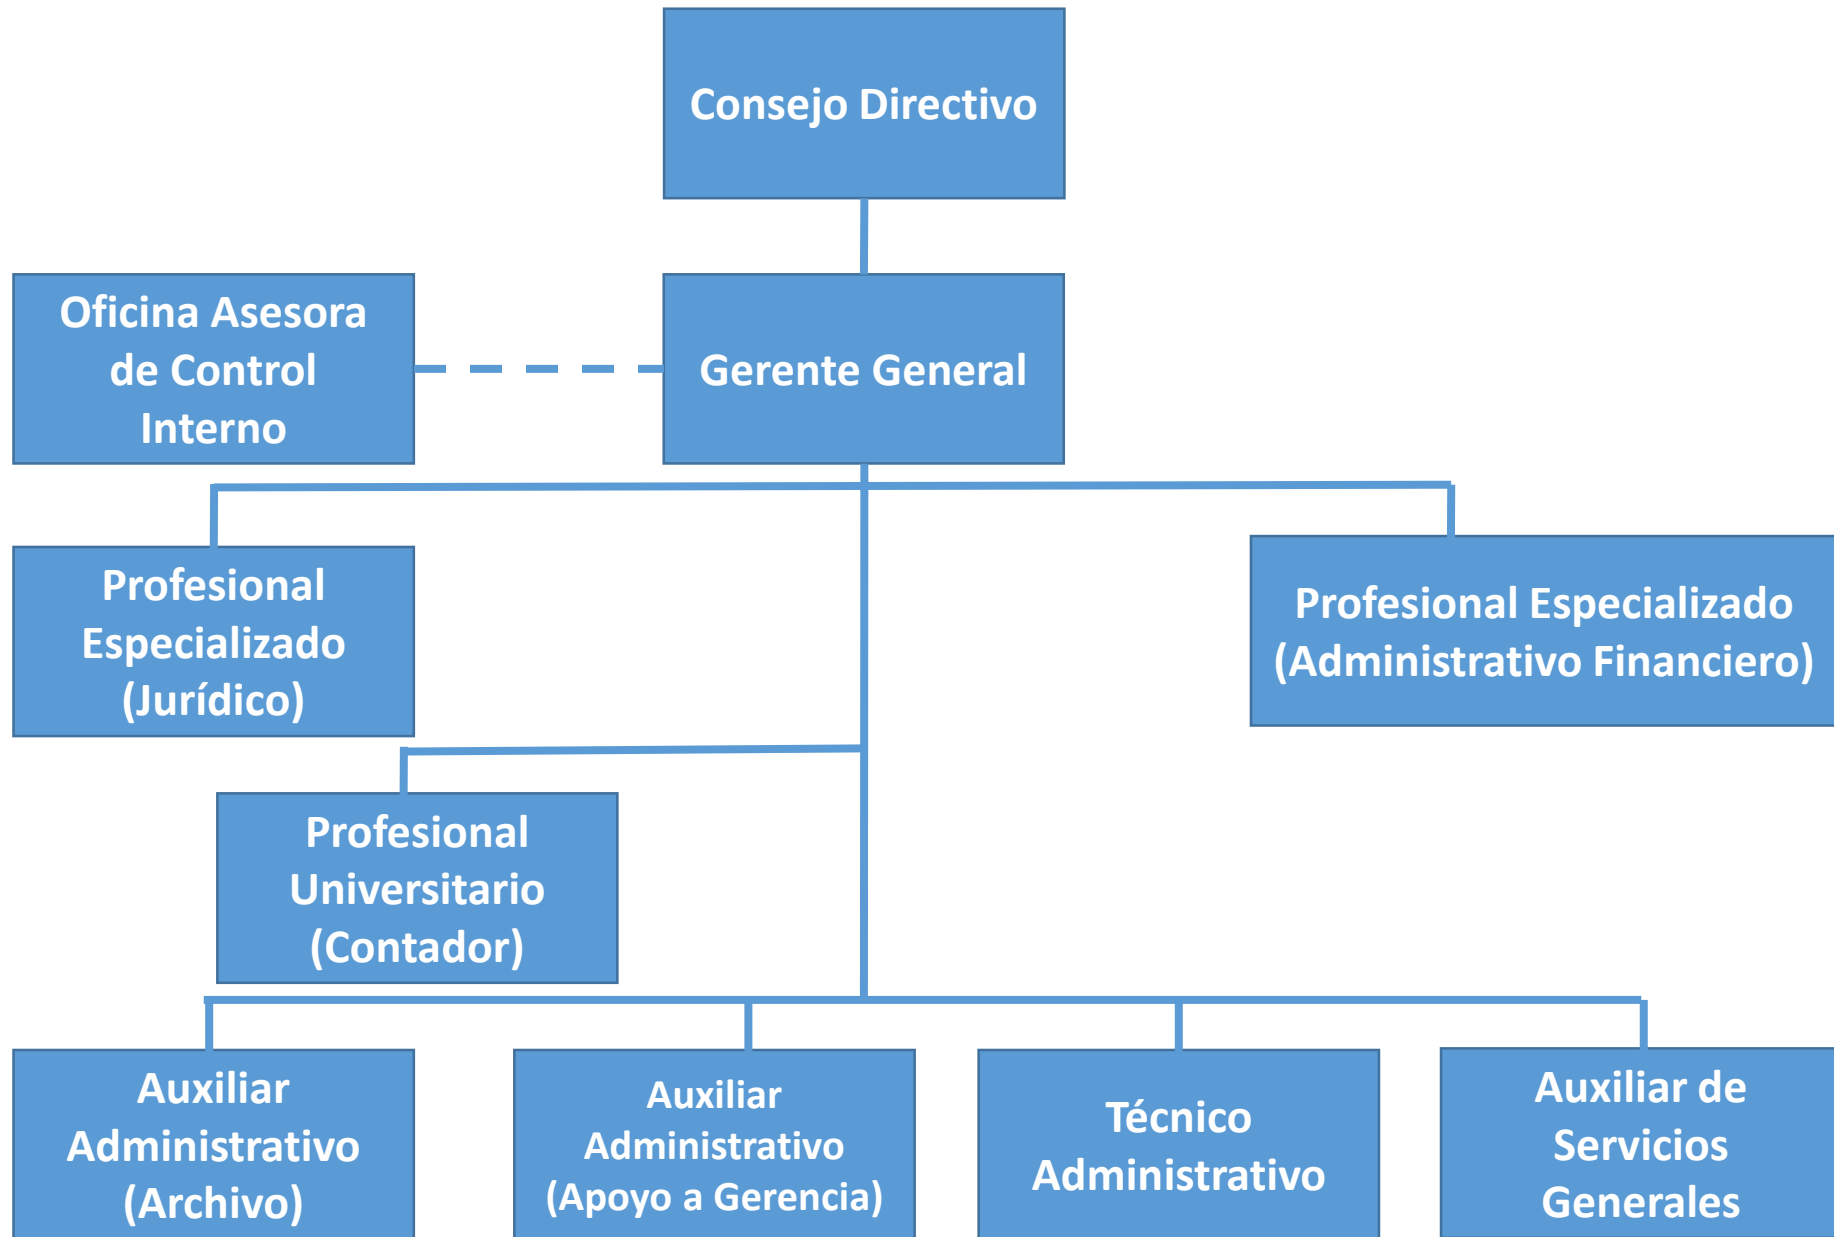 Consejo Directivo
Oficina Asesora
de Control
Interno
Gerente General
Profesional
Especializado
(Jurídico)
Profesional Especializado
(Administrativo Financiero)
Profesional
Universitario
(Contador)
Auxiliar
Administrativo
(Archivo)
Auxiliar
Administrativo
(Apoyo a Gerencia)
Técnico
Administrativo
Auxiliar de
Servicios
Generales